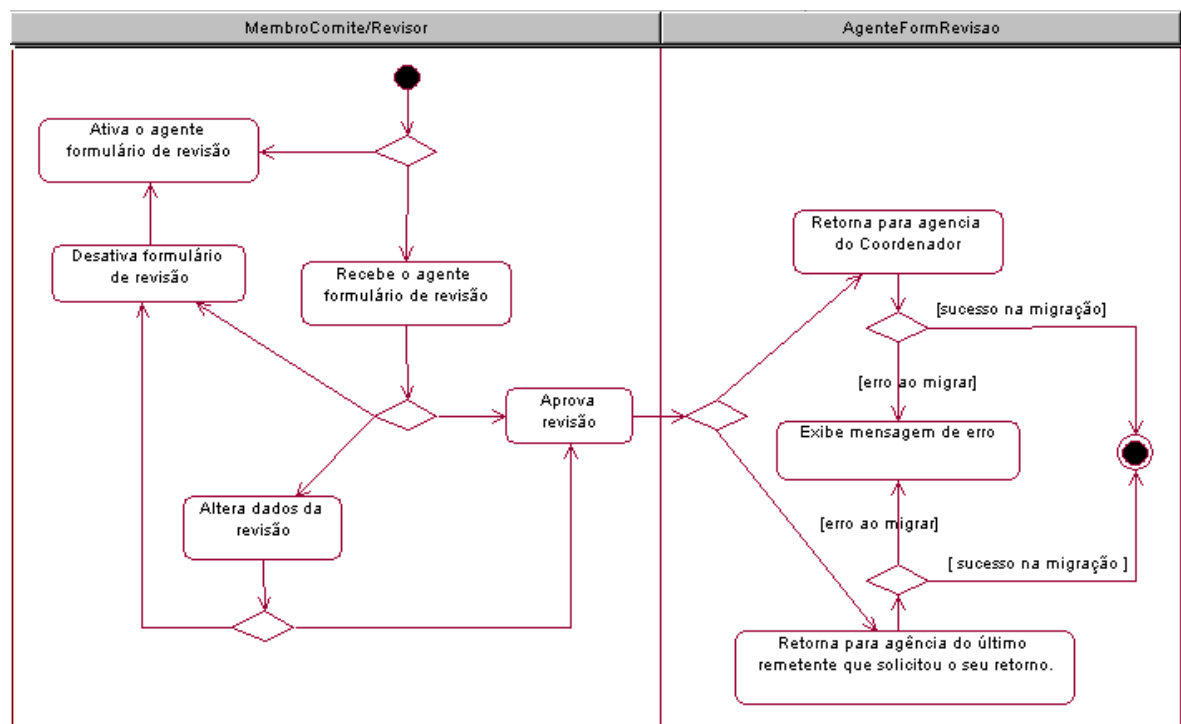 MembroComite/Revisor
AgenteFormRevisao
Ativa o agente
formulário de revisão
Desativa formulário
de revisão
Recebe o agente
formulário de revisão
Aprova
revisão
Altera dados da
revisão
Retorna para agencia
do Coordenador
[sucesso na migração]
[erro ao migrar]
Exibe mensagem de erro
[erro ao migrar]
[ sucesso na migração ]
Retorna para agência do último
remetente que solicitou o seu retorno.